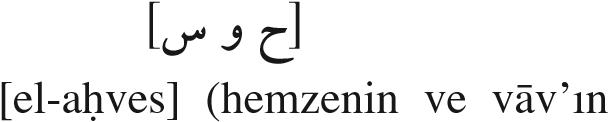 [ح و س]
[el-aḥves] (hemzenin ve vāv’ın